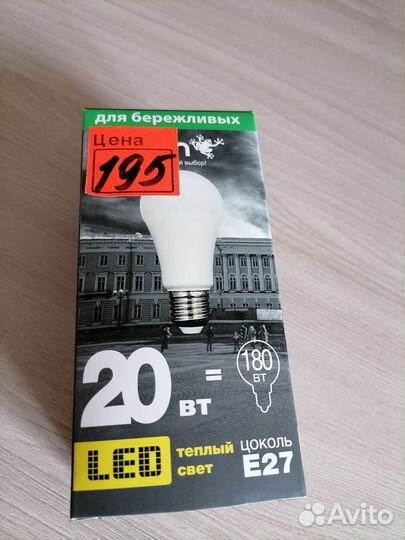 для бережливых
Цена
195
й выбор!
20 вт
=
180
вт
LED
теплый
свет
цоколь
E27
Avito